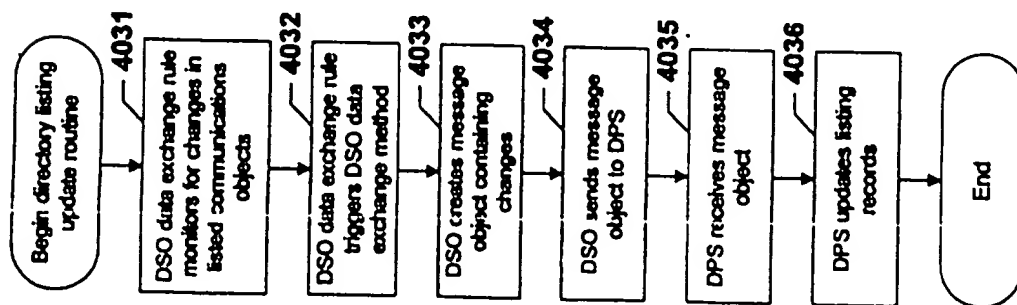 Begin directory listing
update routine
4031
DSO data exchange rule
monitors for changes in
listed communications
objects
4032
DSO data exchange rule
triggers DSO data
exchange method
4033
DSO creates message
object containing
changes
4034
DSO sends message
object to DPS
4035
DPS receives message
object
4036
DPS updates listing
records
End